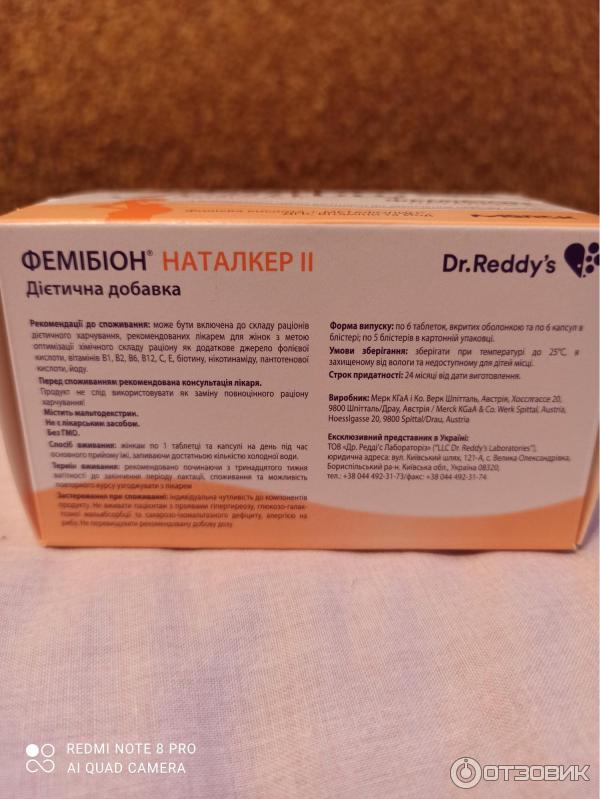 ФЕМІБІОН® НАТАЛКЕР II
Дієтична добавка
Рекомендації до споживання: може бути включена до складу раціонів
дієтичного харчування, рекомендованих лікарем для жінок з метою
оптимізації хімічного складу раціону як додаткове джерело фолієвої
кислоти, вітамінів В1, В2, В6, В12, С, Е, біотину, нікотинаміду, пантотенової
кислоти, йоду.
Перед споживанням рекомендована консультація лікаря.
Продукт не слід використовувати як заміну повноцінного раціону
харчування!
Містить мальтодекстрин.
Не є лікарським засобом.
Без ГМО.
Спосіб вживання: жінкам по 1 таблетці та капсулі на день під час
основного прийому їжі, запиваючи достатньою кількістю холодної води.
Термін вживання: рекомендовано починаючи з тринадцятого тижня
вагітності до закінчення періоду лактації, споживання та можливість
повторного курсу узгоджувати з лікарем
Застереження при споживанні: індивідуальна чутливість до компонентів
продукту. Не вживати пацієнтам з проявами гіпертиреозу, глюкозо-галак-
тозної мальабсорбції та сахарозо-ізомальтазного дефіциту, алергією на
рибу. Не перевищувати рекомендовану добову дозу
Dr.Reddy's
Форма випуску: по 6 таблеток, вкритих оболонкою та по 6 капсул в
блістері; по 5 блістерів в картонній упаковці.
Умови зберігання: зберігати при температурі до 25°С, в
захищеному від вологи та недоступному для дітей місці.
Строк придатності: 24 місяці від дати виготовлення.
Виробник: Мерк КГаА і Ко. Верк Шпітталь, Австрія, Хосслгассе 20,
9800 Шпітталь/Драу, Австрія / Merck KGaA & Co. Werk Spittal, Austria,
Hoesslgasse 20, 9800 Spittal/Drau, Austria
Ексклюзивний представник в Україні:
ТОВ «Др. Редді'с Лабораторіз» ("LLC Dr. Reddy's Laboratories"),
юридична адреса: вул. Київський шлях, 121-А, с. Велика Олександрівка,
Бориспільський р-н, Київська обл., Україна 08320,
тел.: +38 044 492-31-73/факс: +38 044 492-31-74
REDMI NOTE 8 PRO
AI QUAD CAMERA
ОТЗОВИК